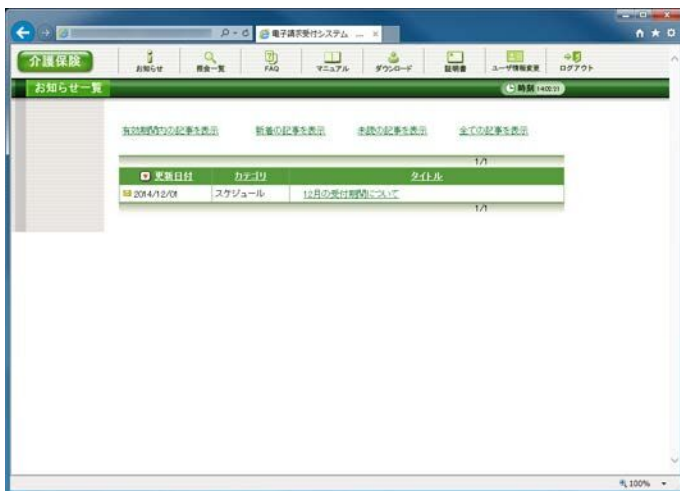 電子請求受付システム ...
介護保険
お知らせ 照会一覧 FAQ マニュアル ダウンロード 証明書 ユーザ情報変更 ログアウト
お知らせ一覧
時刻
有効期間内の記事を表示 新着の記事を表示 未読の記事を表示 全ての記事を表示
1/1
更新日付 カテゴリ タイトル
2014/12/01 スケジュール 12月の受付期間について
1/1
100%